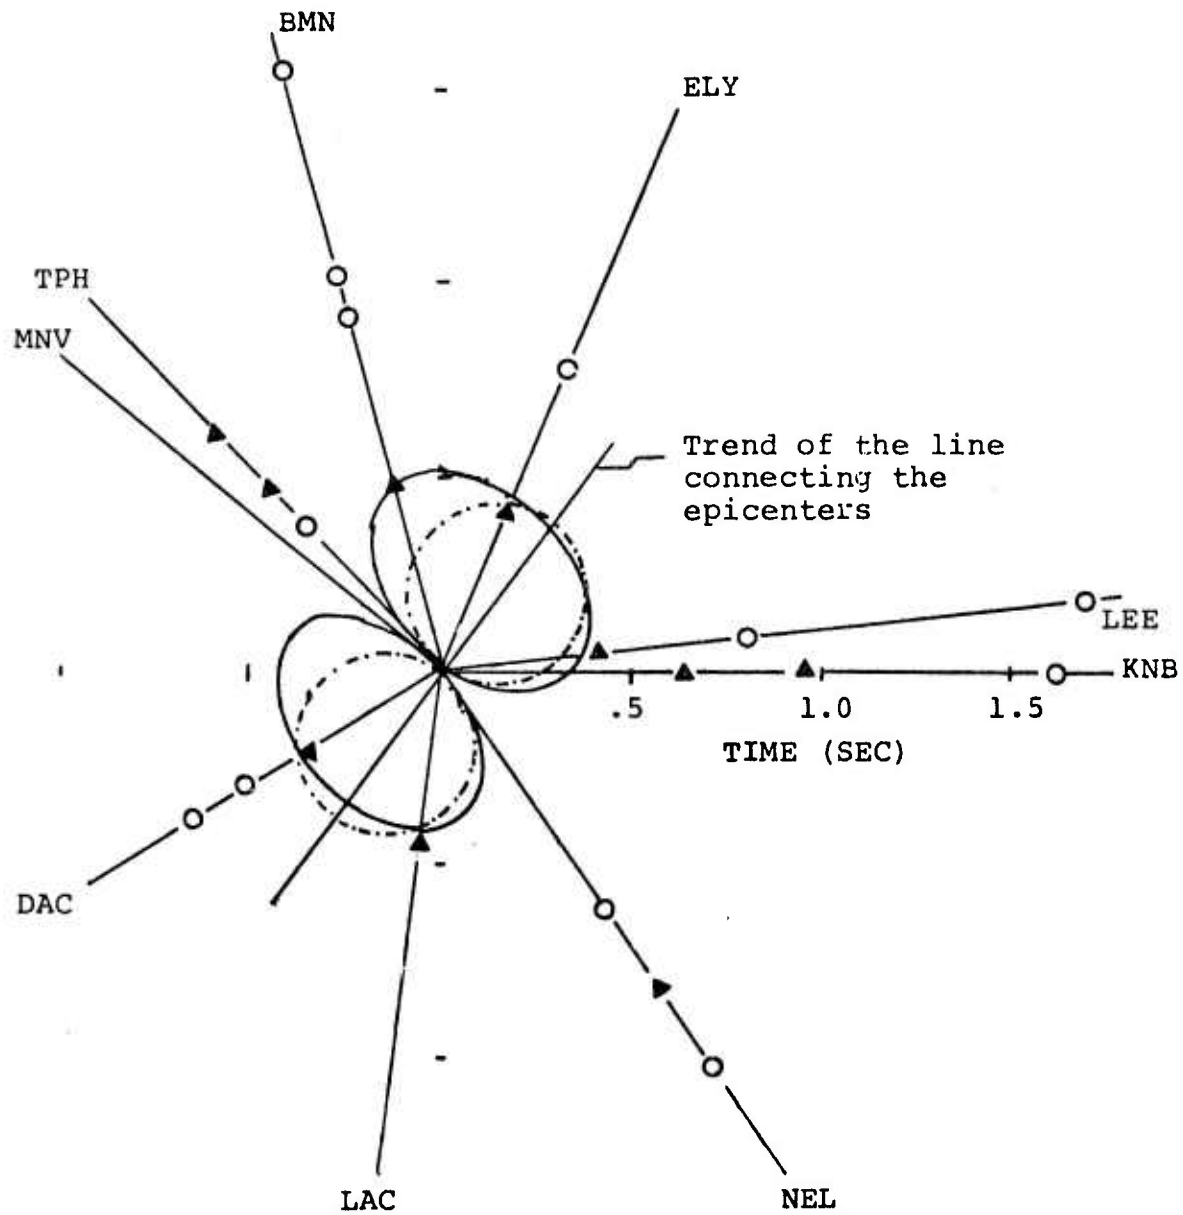 BMN
ELY
TPH
MNV
Trend of the line
connecting the
epicenters
LEE
KNB
.5 1.0 1.5
TIME (SEC)
DAC
LAC
NEL